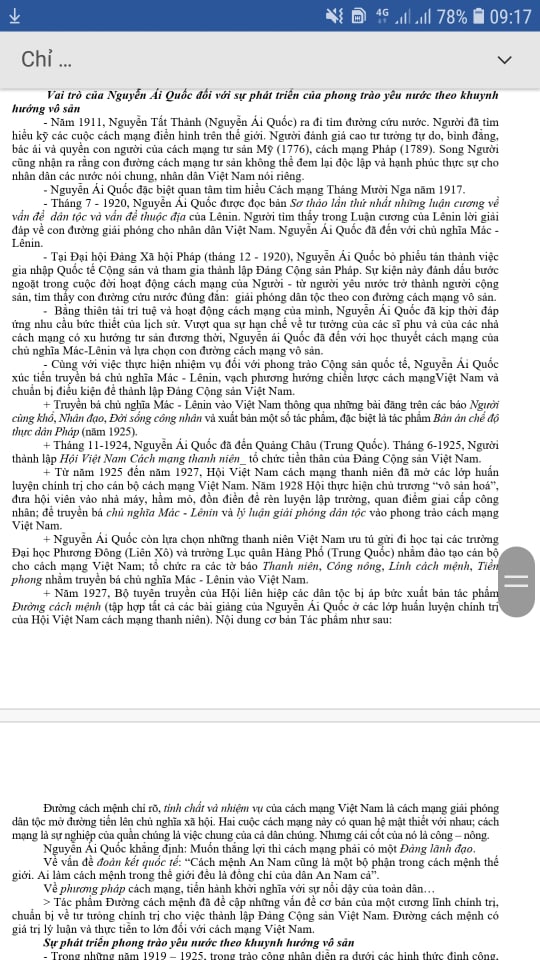 4G 78% 09:17
Chỉ ...
Vai trò của Nguyễn Ái Quốc đối với sự phát triển của phong trào yêu nước theo khuynh
hướng vô sản
- Năm 1911, Nguyễn Tất Thành (Nguyễn Ái Quốc) ra đi tìm đường cứu nước. Người đã tìm
hiểu kỹ các cuộc cách mạng điển hình trên thế giới. Người đánh giá cao tư tưởng tự do, bình đẳng,
bác ái và quyền con người của cách mạng tư sản Mỹ (1776), cách mạng Pháp (1789). Song Người
cũng nhận ra rằng con đường cách mạng tư sản không thể đem lại độc lập và hạnh phúc thực sự cho
nhân dân các nước nói chung, nhân dân Việt Nam nói riêng.
- Nguyễn Ái Quốc đặc biệt quan tâm tìm hiểu Cách mạng Tháng Mười Nga năm 1917.
- Tháng 7 - 1920, Nguyễn Ái Quốc được đọc bản Sơ thảo lần thứ nhất những luận cương về
vấn đề dân tộc và vấn đề thuộc địa của Lênin. Người tìm thấy trong Luận cương của Lênin lời giải
đáp về con đường giải phóng cho nhân dân Việt Nam. Nguyễn Ái Quốc đã đến với chủ nghĩa Mác -
Lênin.
- Tại Đại hội Đảng Xã hội Pháp (tháng 12 - 1920), Nguyễn Ái Quốc bỏ phiếu tán thành việc
gia nhập Quốc tế Cộng sản và tham gia thành lập Đảng Cộng sản Pháp. Sự kiện này đánh dấu bước
ngoặt trong cuộc đời hoạt động cách mạng của Người - từ người yêu nước trở thành người cộng
sản, tìm thấy con đường cứu nước đúng đắn: giải phóng dân tộc theo con đường cách mạng vô sản.
- Bằng thiên tài trí tuệ và hoạt động cách mạng của mình, Nguyễn Ái Quốc đã kịp thời đáp
ứng nhu cầu bức thiết của lịch sử. Vượt qua sự hạn chế về tư tưởng của các sĩ phu và của các nhà
cách mạng có xu hướng tư sản đương thời, Nguyễn ái Quốc đã đến với học thuyết cách mạng của
chủ nghĩa Mác-Lênin và lựa chọn con đường cách mạng vô sản.
- Cùng với việc thực hiện nhiệm vụ đối với phong trào Cộng sản quốc tế, Nguyễn Ái Quốc
xúc tiến truyền bá chủ nghĩa Mác - Lênin, vạch phương hướng chiến lược cách mạngViệt Nam và
chuẩn bị điều kiện để thành lập Đảng Cộng sản Việt Nam.
+ Truyền bá chủ nghĩa Mác - Lênin vào Việt Nam thông qua những bài đăng trên các báo Người
cùng khổ, Nhân đạo, Đời sống công nhân và xuất bản một số tác phẩm, đặc biệt là tác phẩm Bản án chế độ
thực dân Pháp (năm 1925).
+ Tháng 11-1924, Nguyễn Ái Quốc đã đến Quảng Châu (Trung Quốc). Tháng 6-1925, Người
thành lập Hội Việt Nam Cách mạng thanh niên_ tổ chức tiền thân của Đảng Cộng sản Việt Nam.
+ Từ năm 1925 đến năm 1927, Hội Việt Nam cách mạng thanh niên đã mở các lớp huấn
luyện chính trị cho cán bộ cách mạng Việt Nam. Năm 1928 Hội thực hiện chủ trương “vô sản hoá”,
đưa hội viên vào nhà máy, hầm mỏ, đồn điền để rèn luyện lập trường, quan điểm giai cấp công
nhân; để truyền bá chủ nghĩa Mác - Lênin và lý luận giải phóng dân tộc vào phong trào cách mạng
Việt Nam.
+ Nguyễn Ái Quốc còn lựa chọn những thanh niên Việt Nam ưu tú gửi đi học tại các trường
Đại học Phương Đông (Liên Xô) và trường Lục quân Hàng Phố (Trung Quốc) nhằm đào tạo cán bộ
cho cách mạng Việt Nam; tổ chức ra các tờ báo Thanh niên, Công nông, Lính cách mệnh, Tiền
phong nhằm truyền bá chủ nghĩa Mác - Lênin vào Việt Nam.
+ Năm 1927, Bộ tuyên truyền của Hội liên hiệp các dân tộc bị áp bức xuất bản tác phẩm
Đường cách mệnh (tập hợp tất cả các bài giảng của Nguyễn Ái Quốc ở các lớp huấn luyện chính trị
của Hội Việt Nam cách mạng thanh niên). Nội dung cơ bản Tác phẩm như sau:
Đường cách mệnh chỉ rõ, tính chất và nhiệm vụ của cách mạng Việt Nam là cách mạng giải phóng
dân tộc mở đường tiến lên chủ nghĩa xã hội. Hai cuộc cách mạng này có quan hệ mật thiết với nhau; cách
mạng là sự nghiệp của quần chúng là việc chung của cả dân chúng. Nhưng cái cốt của nó là công – nông.
Nguyễn Ái Quốc khẳng định: Muốn thắng lợi thì cách mạng phải có một Đảng lãnh đạo.
Về vấn đề đoàn kết quốc tế: “Cách mệnh An Nam cũng là một bộ phận trong cách mệnh thế
giới. Ai làm cách mệnh trong thế giới đều là đồng chí của dân An Nam cả”.
Về phương pháp cách mạng, tiến hành khởi nghĩa với sự nổi dậy của toàn dân…
> Tác phẩm Đường cách mệnh đã đề cập những vấn đề cơ bản của một cương lĩnh chính trị,
chuẩn bị về tư tưởng chính trị cho việc thành lập Đảng Cộng sản Việt Nam. Đường cách mệnh có
giá trị lý luận và thực tiễn to lớn đối với cách mạng Việt Nam.
Sự phát triển phong trào yêu nước theo khuynh hướng vô sản
- Trong những năm 1919 – 1925, trong trào công nhân diễn ra dưới các hình thức đình công,